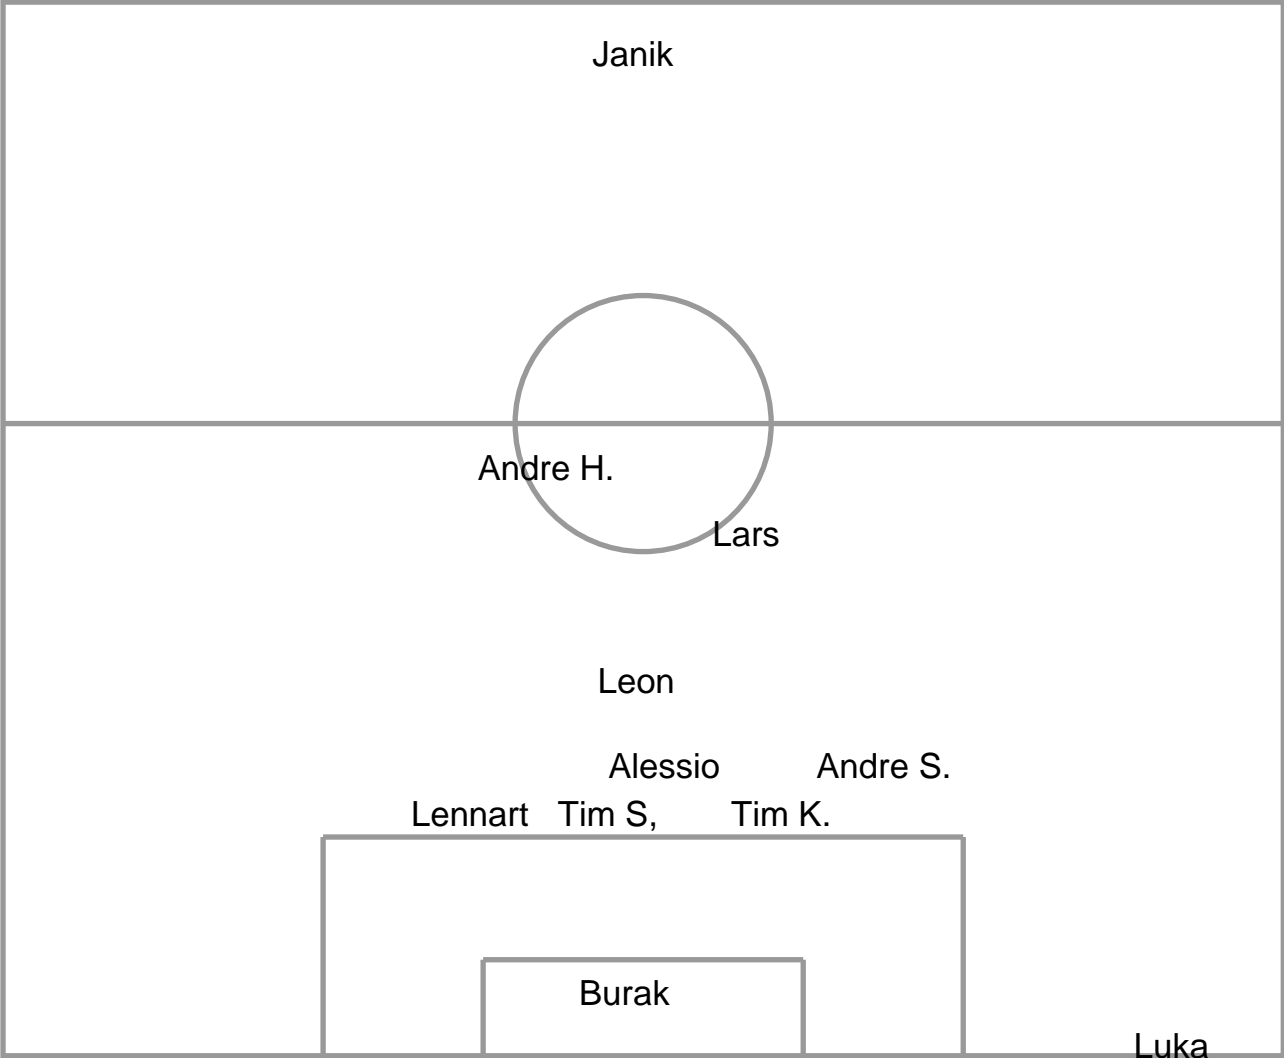 Janik
Andre H.
Lars
Leon
Alessio Andre S.
Lennart Tim S, Tim K.
Burak
Luka